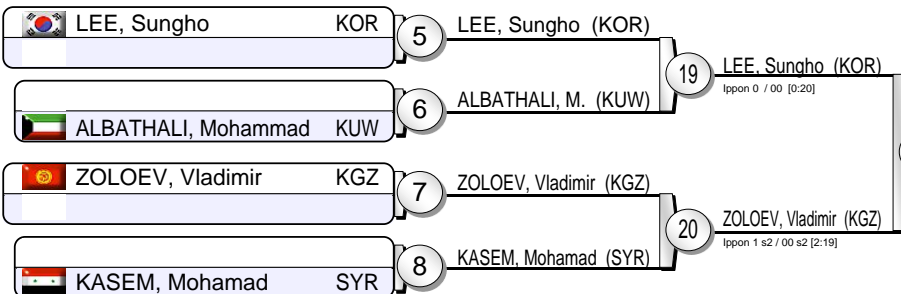 LEE, Sungho KOR
5
LEE, Sungho (KOR)
19
LEE, Sungho (KOR)
Ippon 0 / 00 [0:20]
6
ALBATHALI, M. (KUW)
ALBATHALI, Mohammad KUW
ZOLOEV, Vladimir KGZ
7
ZOLOEV, Vladimir (KGZ)
20
ZOLOEV, Vladimir (KGZ)
Ippon 1 s2 / 00 s2 [2:19]
8
KASEM, Mohamad (SYR)
KASEM, Mohamad SYR